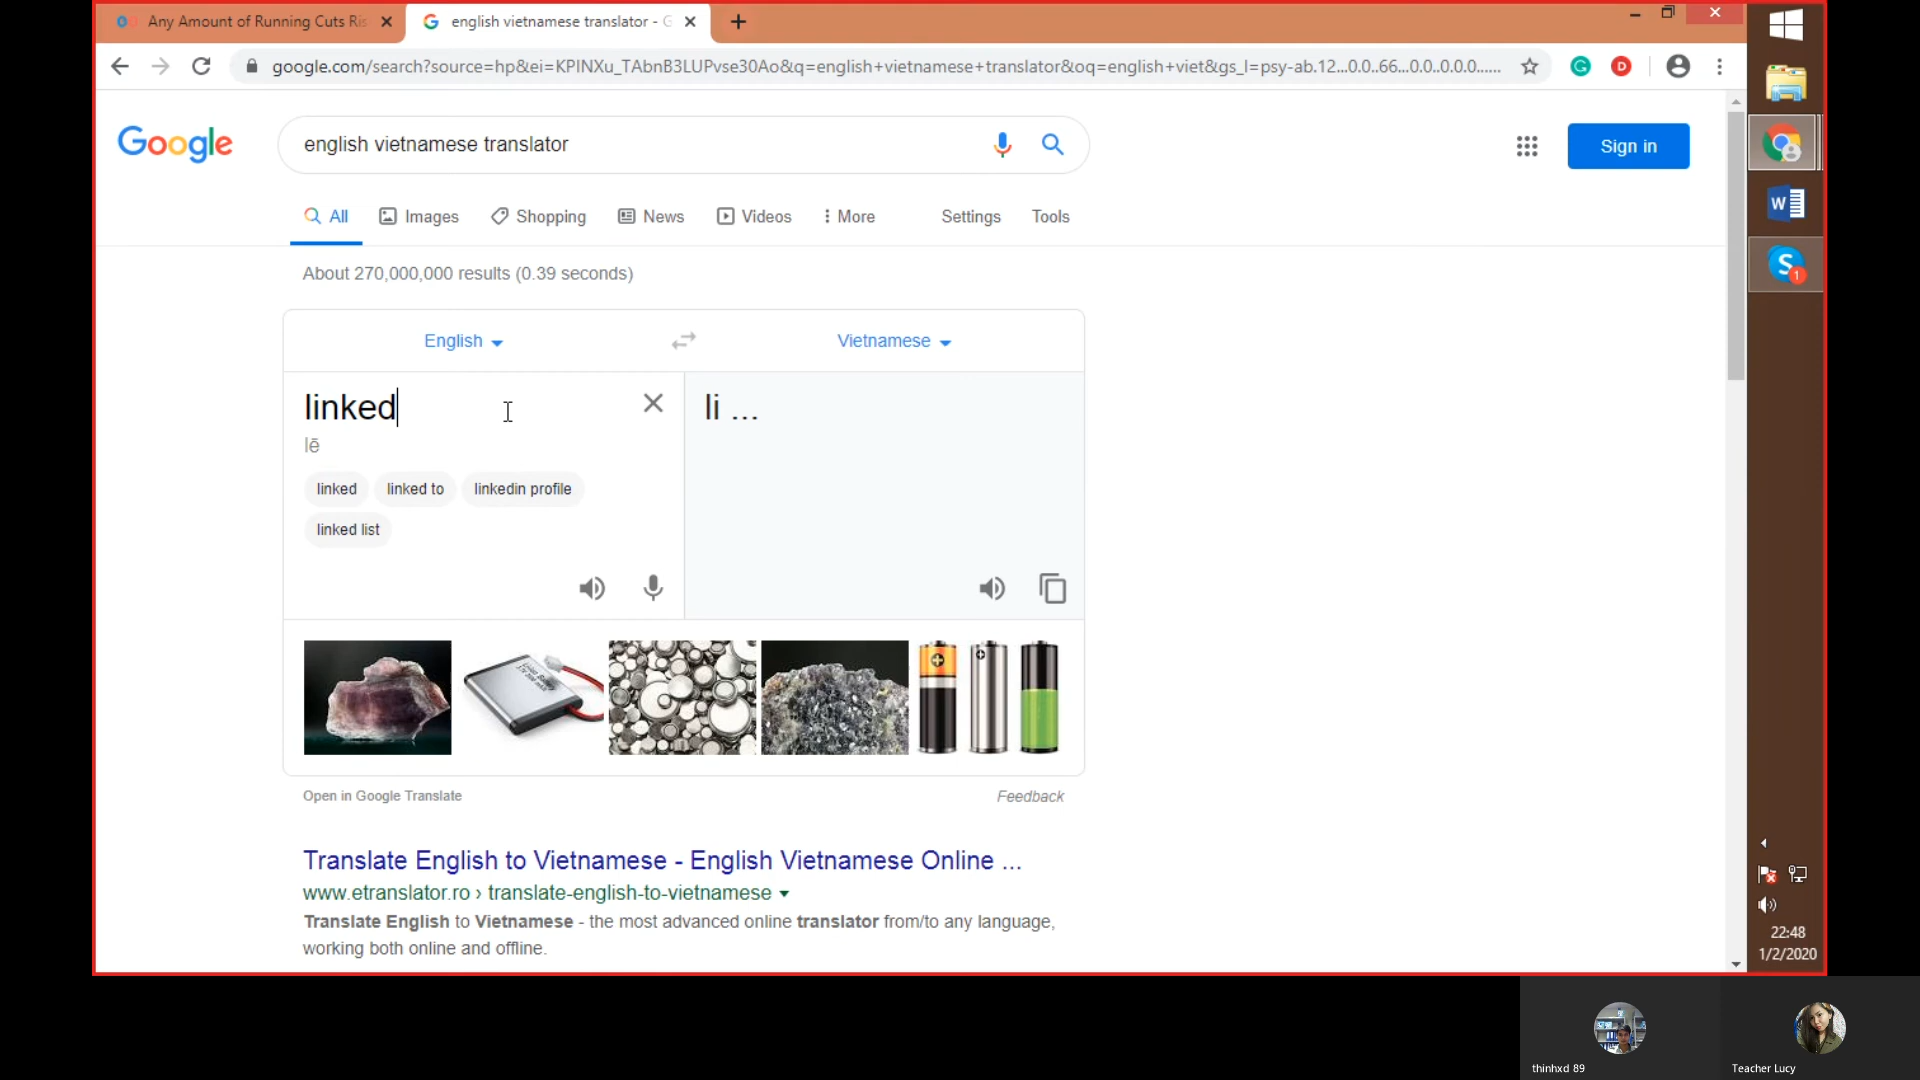 Any Amount of Running Cuts Ris
english vietnamese translator - G
google.com/search?source=hp&ei=KPINXu_TAbnB3LUPvse30Ao&q=english+vietnamese+translator&oq=english+viet&gs_l=psy-ab.12...0.0..66...0.0..0.0.0......
Google
english vietnamese translator
Sign in
All
Images
Shopping
News
Videos
More
Settings
Tools
About 270,000,000 results (0.39 seconds)
English
Vietnamese
linked
li ...
lē
linked
linked to
linkedin profile
linked list
Open in Google Translate
Feedback
Translate English to Vietnamese - English Vietnamese Online ...
www.etranslator.ro › translate-english-to-vietnamese
Translate English to Vietnamese - the most advanced online translator from/to any language,
working both online and offline.
W
S
1
22:48
1/2/2020
thinhxd 89
Teacher Lucy